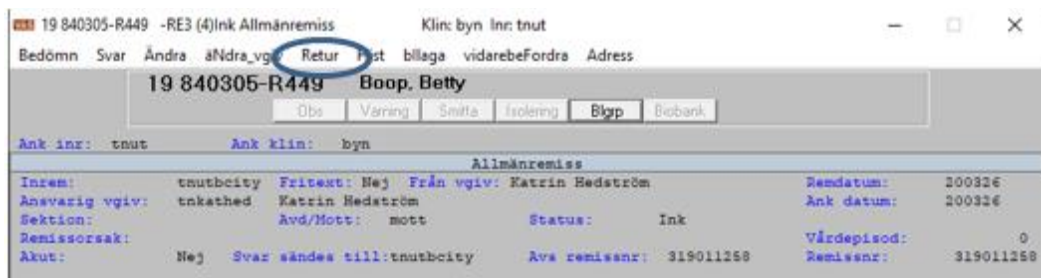 19 840305-R449 -RE3 (4)Ink Allmänremiss Klin: byn Inr: tnut
Bedömn Svar Ändra äNdra_vg Retur st bIlaga vidarebeFordra Adress
19 840305-R449 Boop, Betty
Obs Varning Smitta Isolering Blgrp Biobank
Ank inr: tnut Ank klin: byn
Allmänremiss
Inrem: tnutbcity Fritext: Nej Från vgiv: Katrin Hedström Remdatum: 200326
Ansvarig vgiv: tnkathed Katrin Hedström Ank datum: 200326
Sektion: Avd/Mott: mott Status: Ink
Remissorsak: Vårdepisod: 0
Akut: Nej Svar sändes till:tnutbcity Avs remissnr: 319011258 Remissnr: 319011258